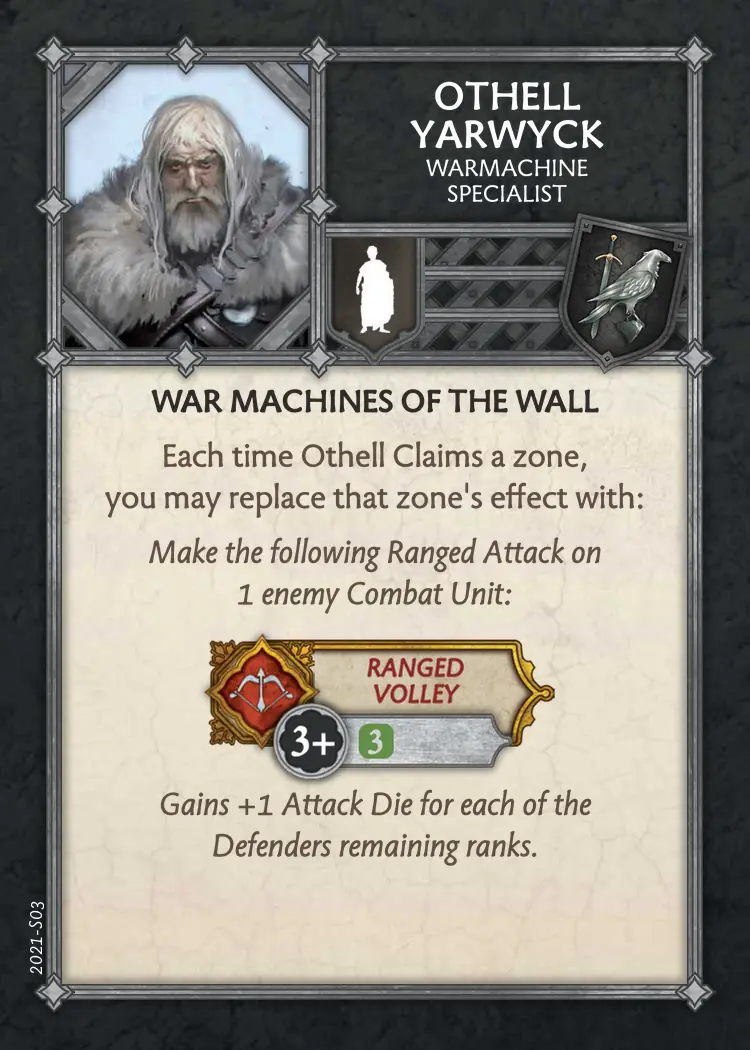 OTHELL
YARWYCK
WARMACHINE
SPECIALIST
WAR MACHINES OF THE WALL
Each time Othell Claims a zone,
you may replace that zone's effect with:
Make the following Ranged Attack on
1 enemy Combat Unit:
RANGED
VOLLEY
3+ 3
Gains +1 Attack Die for each of the
Defenders remaining ranks.
2021-S03